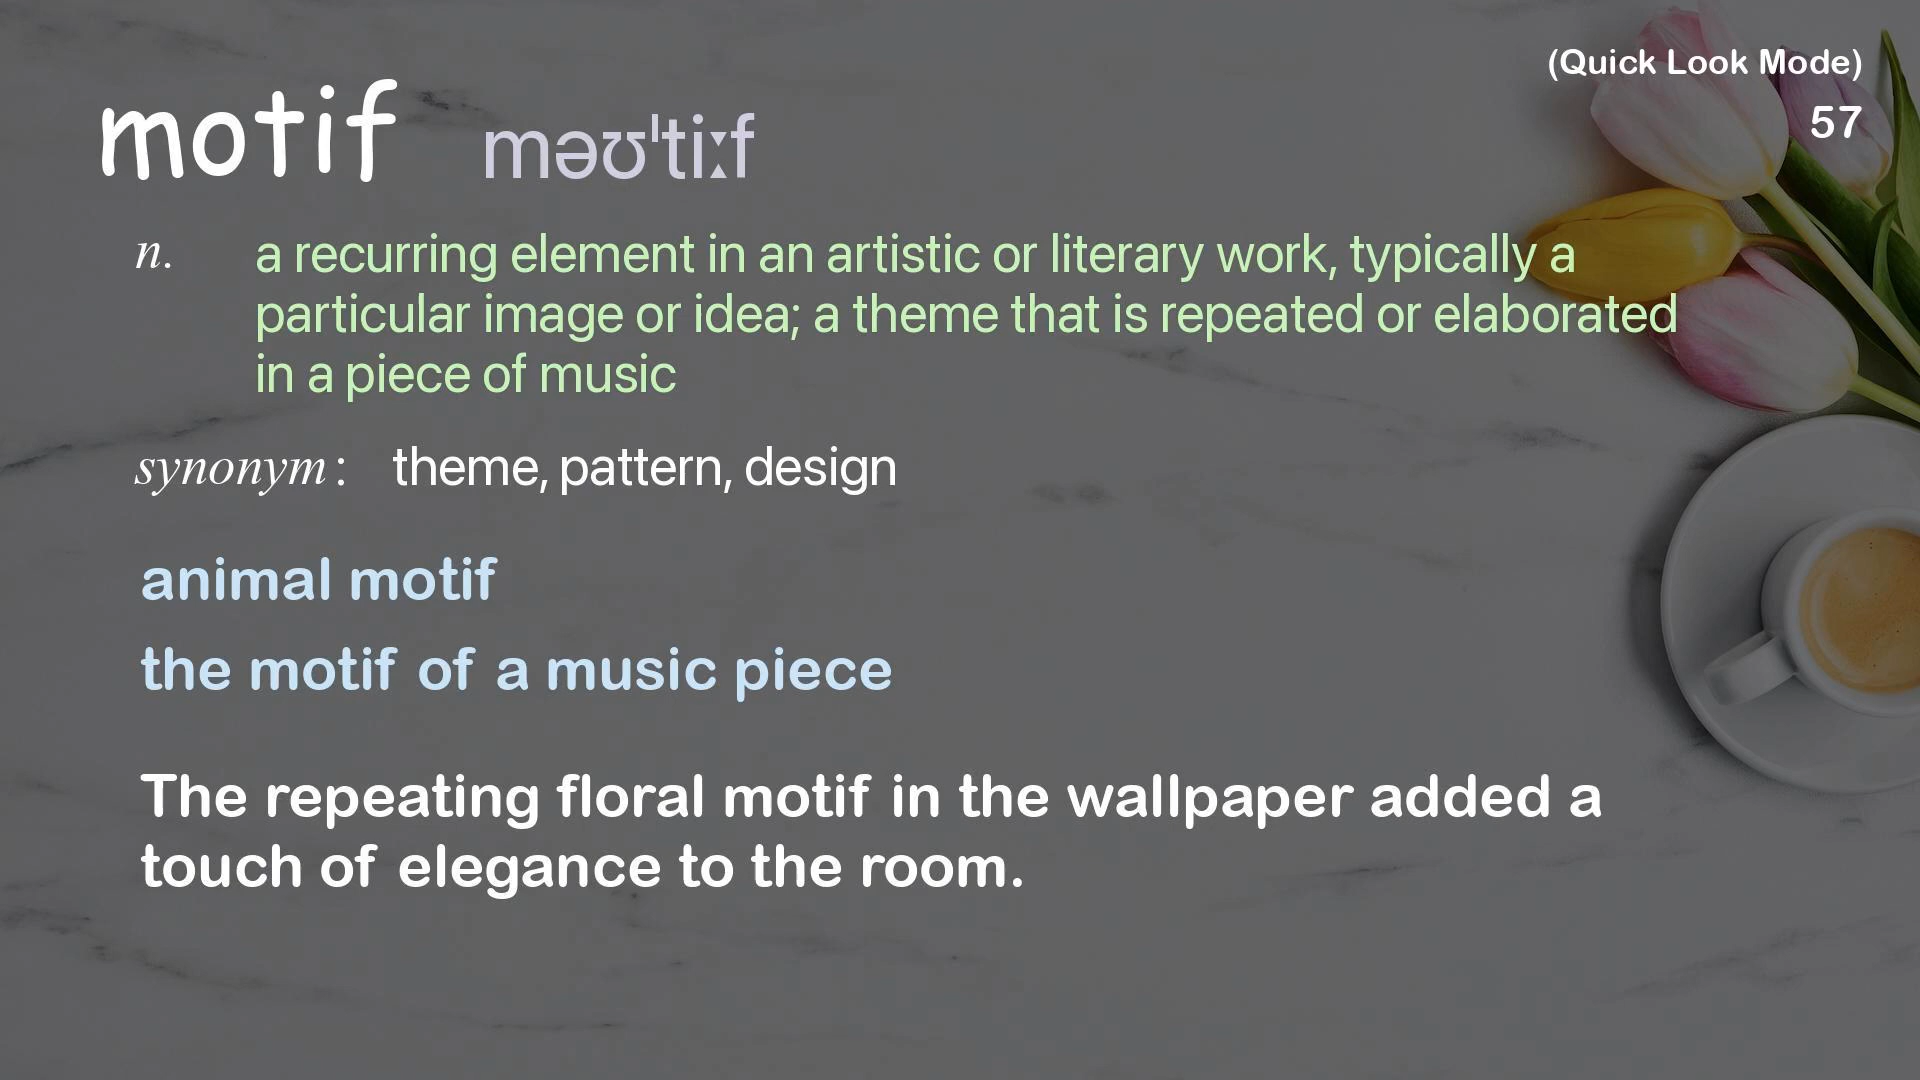 (Quick Look Mode)
57
motif məʊˈtiːf
n. a recurring element in an artistic or literary work, typically a
particular image or idea; a theme that is repeated or elaborated
in a piece of music
synonym: theme, pattern, design
animal motif
the motif of a music piece
The repeating floral motif in the wallpaper added a
touch of elegance to the room.